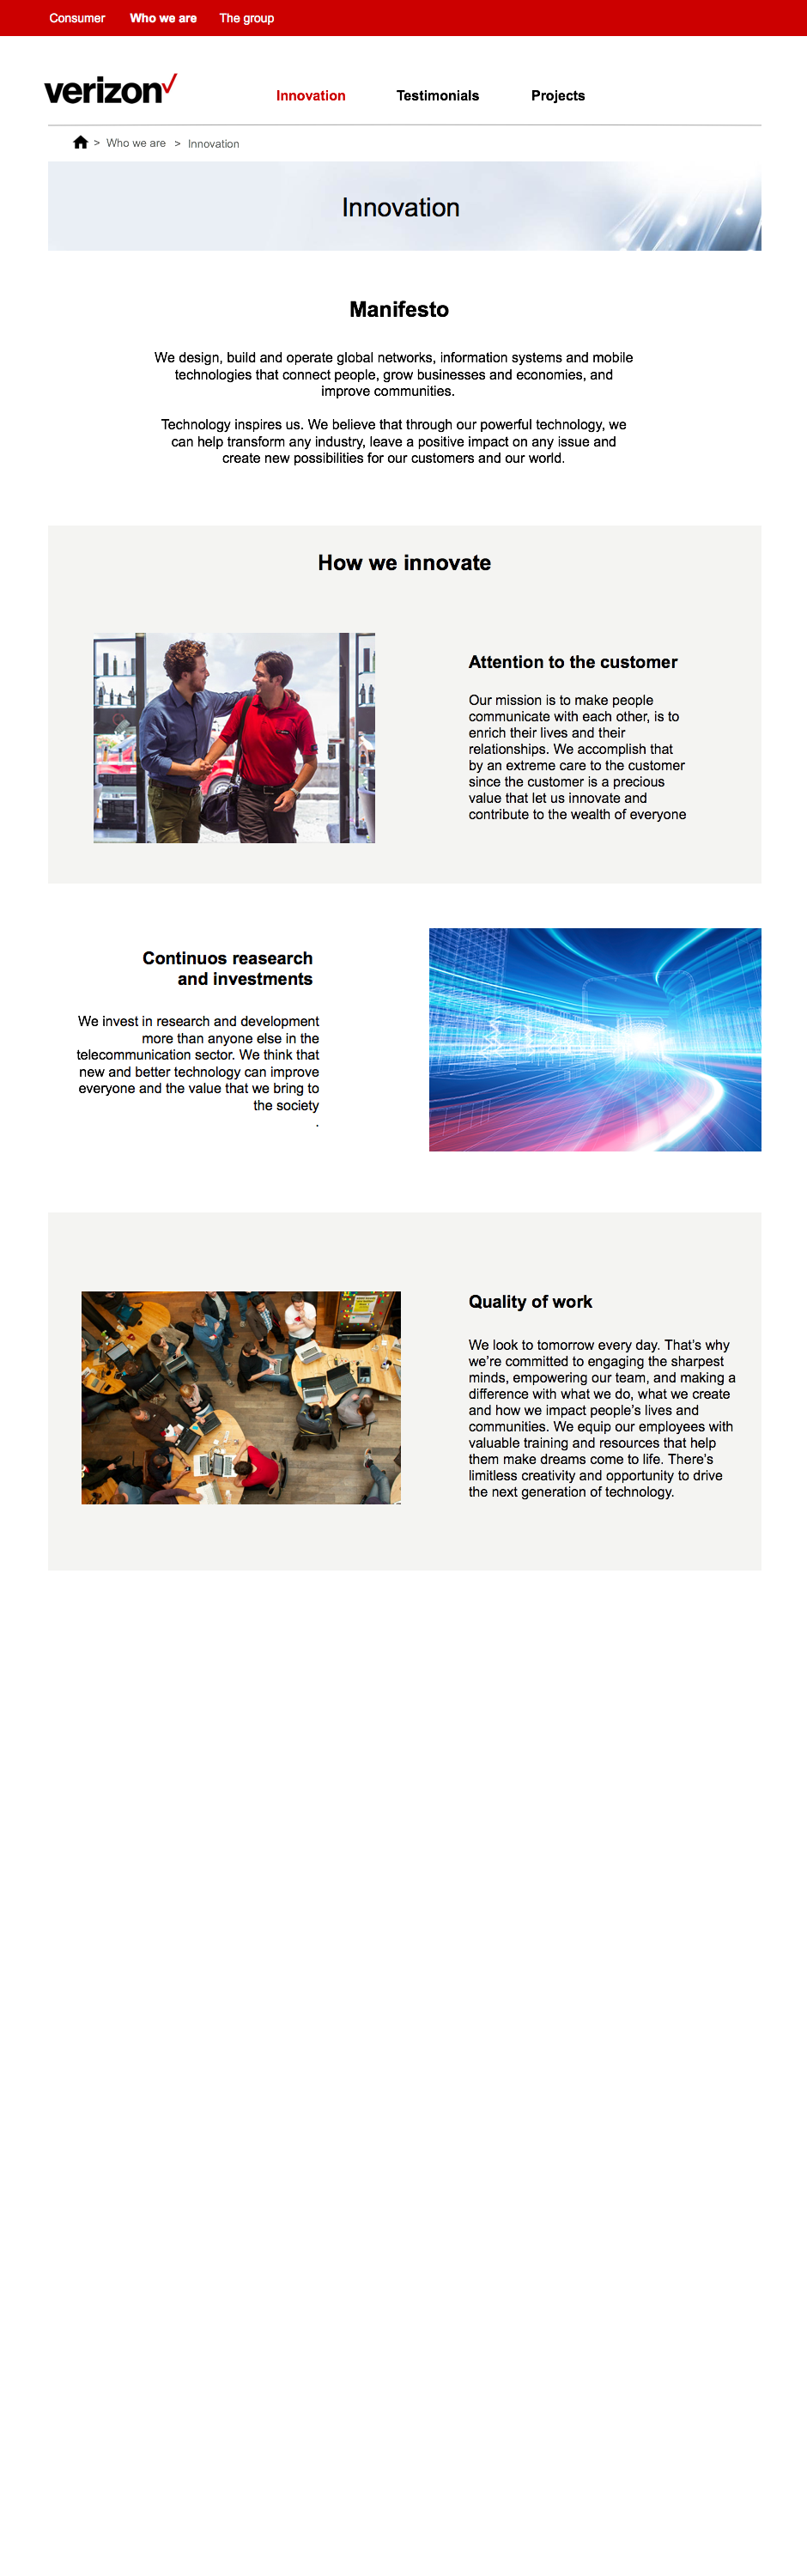 Consumer Who we are The group
verizon
Innovation Testimonials Projects
> Who we are > Innovation
Innovation
Manifesto
We design, build and operate global networks, information systems and mobile
technologies that connect people, grow businesses and economies, and
improve communities.
Technology inspires us. We believe that through our powerful technology, we
can help transform any industry, leave a positive impact on any issue and
create new possibilities for our customers and our world.
How we innovate
Attention to the customer
Our mission is to make people
communicate with each other, is to
enrich their lives and their
relationships. We accomplish that
by an extreme care to the customer
since the customer is a precious
value that let us innovate and
contribute to the wealth of everyone
Continuos reasearch
and investments
We invest in research and development
more than anyone else in the
telecommunication sector. We think that
new and better technology can improve
everyone and the value that we bring to
the society
.
Quality of work
We look to tomorrow every day. That’s why
we’re committed to engaging the sharpest
minds, empowering our team, and making a
difference with what we do, what we create
and how we impact people’s lives and
communities. We equip our employees with
valuable training and resources that help
them make dreams come to life. There’s
limitless creativity and opportunity to drive
the next generation of technology.